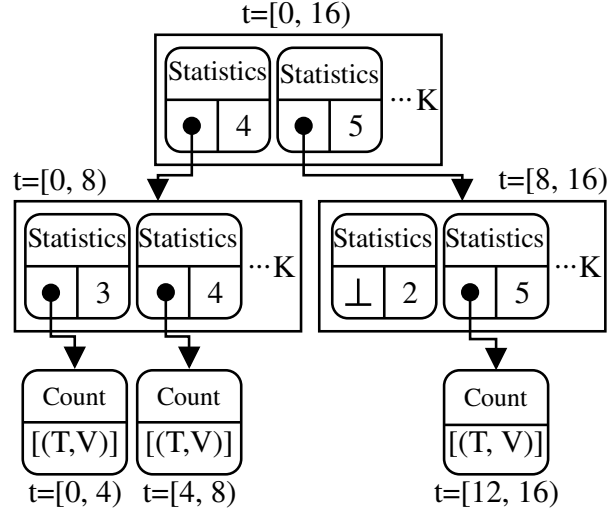 t=[0, 16)
Statistics Statistics
4 5 ···K
t=[0, 8) t=[8, 16)
Statistics Statistics ···K Statistics Statistics ···K
3 4 ⊥ 2 5
Count Count Count
[(T,V)] [(T,V)] [(T, V)]
t=[0, 4) t=[4, 8) t=[12, 16)